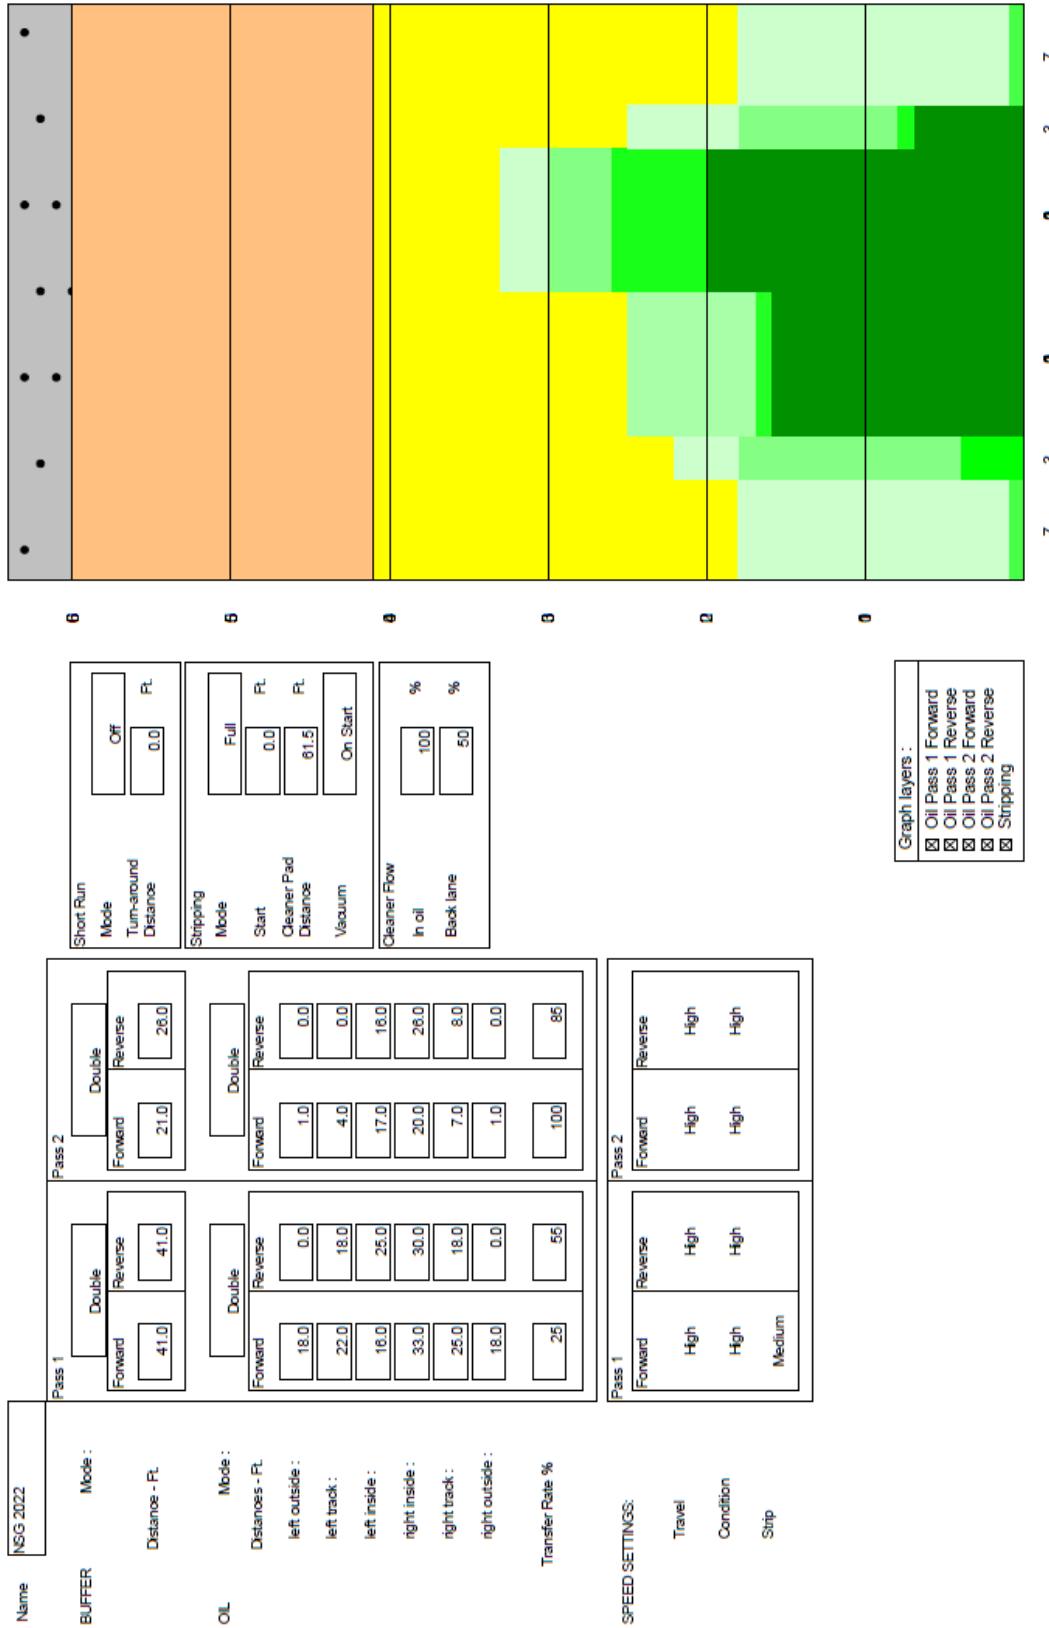 Name NSG 2022
Pass 1 Pass 2
BUFFER Mode : Double Double
Forward Reverse Forward Reverse
Distance - Ft. 41.0 41.0 21.0 26.0
OIL Mode : Double Double
Distances - Ft. Forward Reverse Forward Reverse
left outside : 18.0 0.0 1.0 0.0
left track : 22.0 18.0 4.0 0.0
left inside : 16.0 25.0 17.0 16.0
right inside : 33.0 30.0 20.0 26.0
right track : 25.0 18.0 7.0 8.0
right outside : 18.0 0.0 1.0 0.0
Transfer Rate % 25 55 100 85
SPEED SETTINGS: Pass 1 Pass 2
Forward Reverse Forward Reverse
Travel High High High High
Condition High High High High
Strip Medium
Short Run
Mode Off
Turn-around
Distance 0.0 Ft.
Stripping
Mode Full
Start 0.0 Ft.
Cleaner Pad
Distance 61.5 Ft.
Vacuum On Start
Cleaner Flow
In oil 100 %
Back lane 50 %
Graph layers :
Oil Pass 1 Forward
Oil Pass 1 Reverse
Oil Pass 2 Forward
Oil Pass 2 Reverse
Stripping